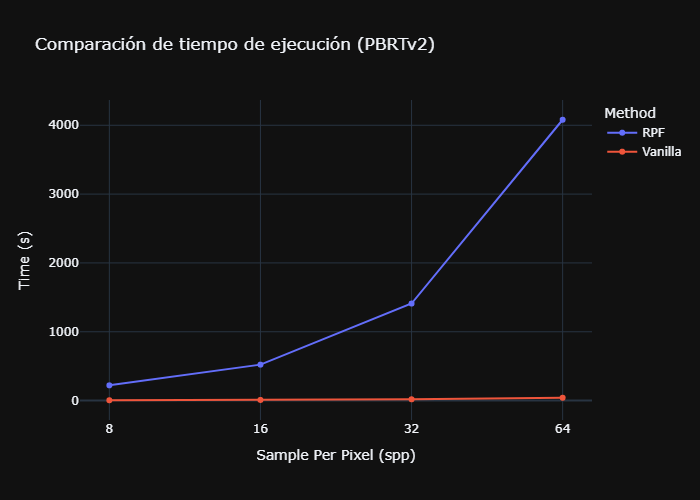 Comparación de tiempo de ejecución (PBRTv2)
Method
RPF
Vanilla
4000
3000
2000
1000
0
Time (s)
8
16
32
64
Sample Per Pixel (spp)